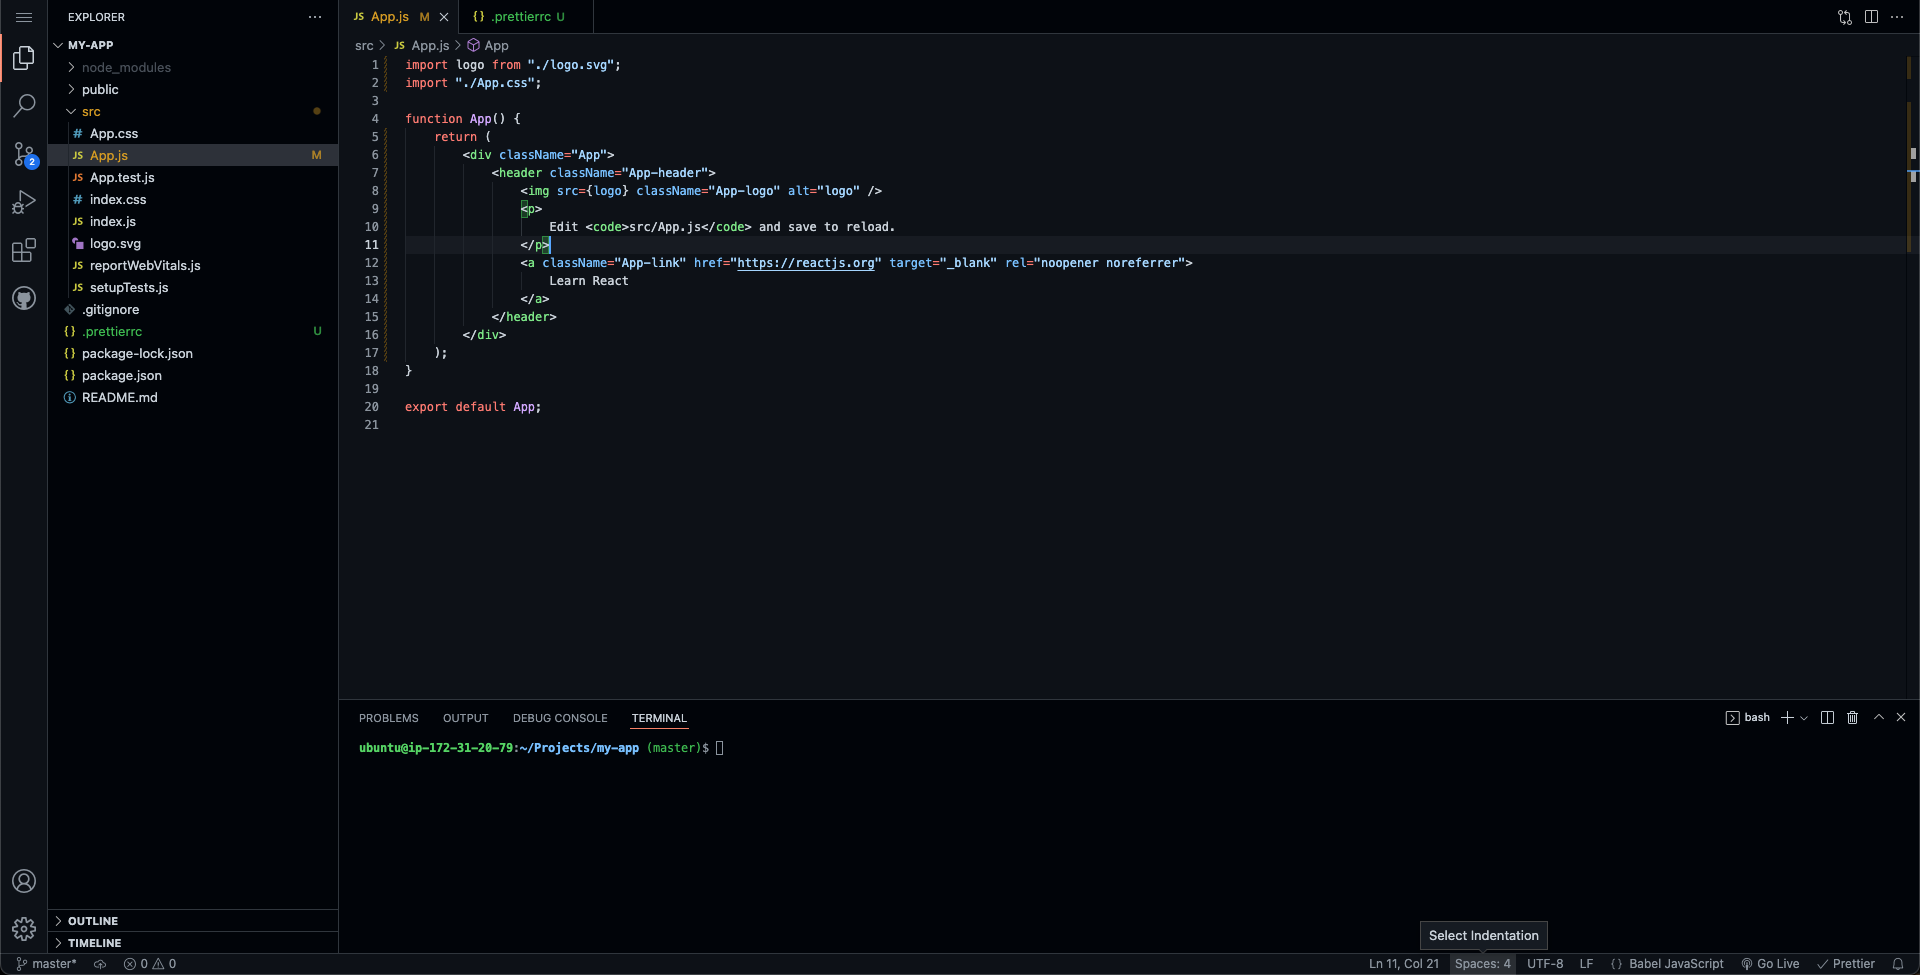 EXPLORER
MY-APP
node_modules
public
src
# App.css
JS App.js M
JS App.test.js
# index.css
JS index.js
logo.svg
JS reportWebVitals.js
JS setupTests.js
.gitignore
{} .prettierrc U
{} package-lock.json
{} package.json
README.md
OUTLINE
TIMELINE
2
JS App.js M
{} .prettierrc U
src > JS App.js > App
1 import logo from "./logo.svg";
2 import "./App.css";
3
4 function App() {
5 return (
6 <div className="App">
7 <header className="App-header">
8 <img src={logo} className="App-logo" alt="logo" />
9 <p>
10 Edit <code>src/App.js</code> and save to reload.
11 </p>
12 <a className="App-link" href="https://reactjs.org" target="_blank" rel="noopener noreferrer">
13 Learn React
14 </a>
15 </header>
16 </div>
17 );
18 }
19
20 export default App;
21
PROBLEMS OUTPUT DEBUG CONSOLE TERMINAL
bash
ubuntu@ip-172-31-20-79:~/Projects/my-app (master)$
Select Indentation
master* 0 0
Ln 11, Col 21 Spaces: 4 UTF-8 LF {} Babel JavaScript Go Live Prettier